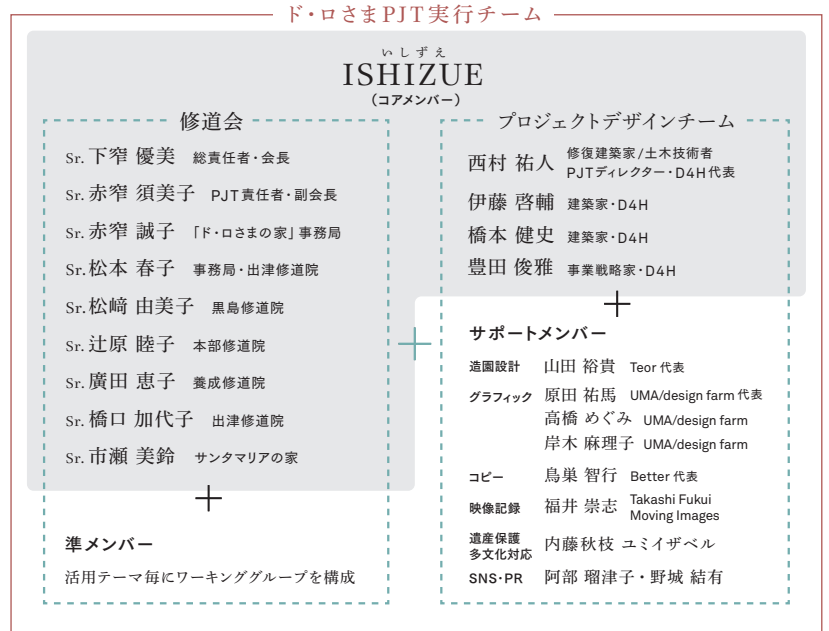 ド・ロさまPJT実行チーム
いしずえ
ISHIZUE
(コアメンバー)
修道会
Sr. 下窄 優美 総責任者・会長
Sr. 赤窄 須美子 PJT責任者・副会長
Sr. 赤窄 誠子 「ド・ロさまの家」事務局
Sr. 松本 春子 事務局・出津修道院
Sr. 松﨑 由美子 黒島修道院
Sr. 辻原 睦子 本部修道院
Sr. 廣田 恵子 養成修道院
Sr. 橋口 加代子 出津修道院
Sr. 市瀬 美鈴 サンタマリアの家
+
準メンバー
活用テーマ毎にワーキンググループを構成
+
プロジェクトデザインチーム
西村 祐人 修復建築家/土木技術者
PJTディレクター・D4H代表
伊藤 啓輔 建築家・D4H
橋本 健史 建築家・D4H
豊田 俊雅 事業戦略家・D4H
+
サポートメンバー
造園設計 山田 裕貴 Teor 代表
グラフィック 原田 祐馬 UMA/design farm 代表
高橋 めぐみ UMA/design farm
岸木 麻理子 UMA/design farm
コピー 鳥巣 智行 Better 代表
映像記録 福井 崇志 Takashi Fukui
Moving Images
遺産保護
多文化対応 内藤秋枝 ユミイザベル
SNS・PR 阿部 瑠津子・野城 結有